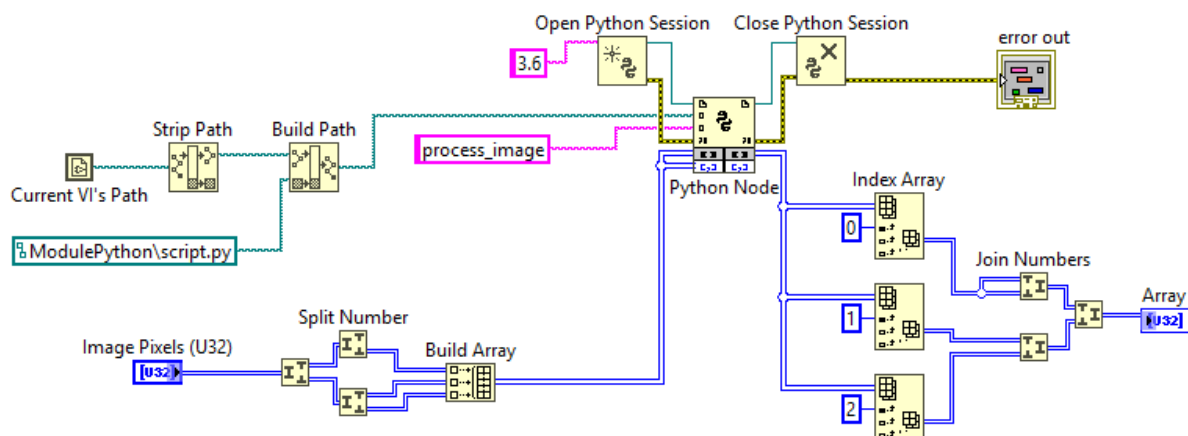 Open Python Session
Close Python Session
error out
3.6
Strip Path
Build Path
process_image
Current VI's Path
Python Node
Index Array
ModulePython\script.py
0
Join Numbers
Array
[U32]
Split Number
1
Image Pixels (U32)
Build Array
[U32]
2